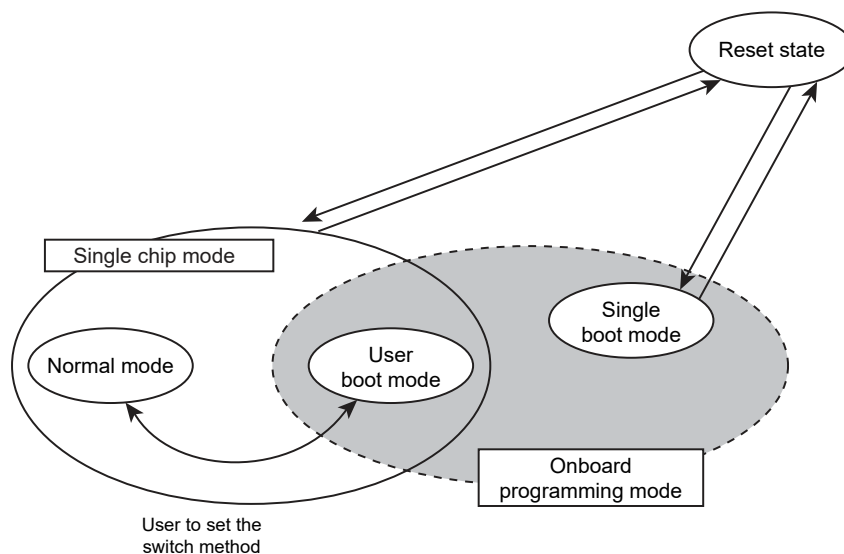 Reset state
Single chip mode
Single
boot mode
Normal mode
User
boot mode
Onboard
programming mode
User to set the
switch method